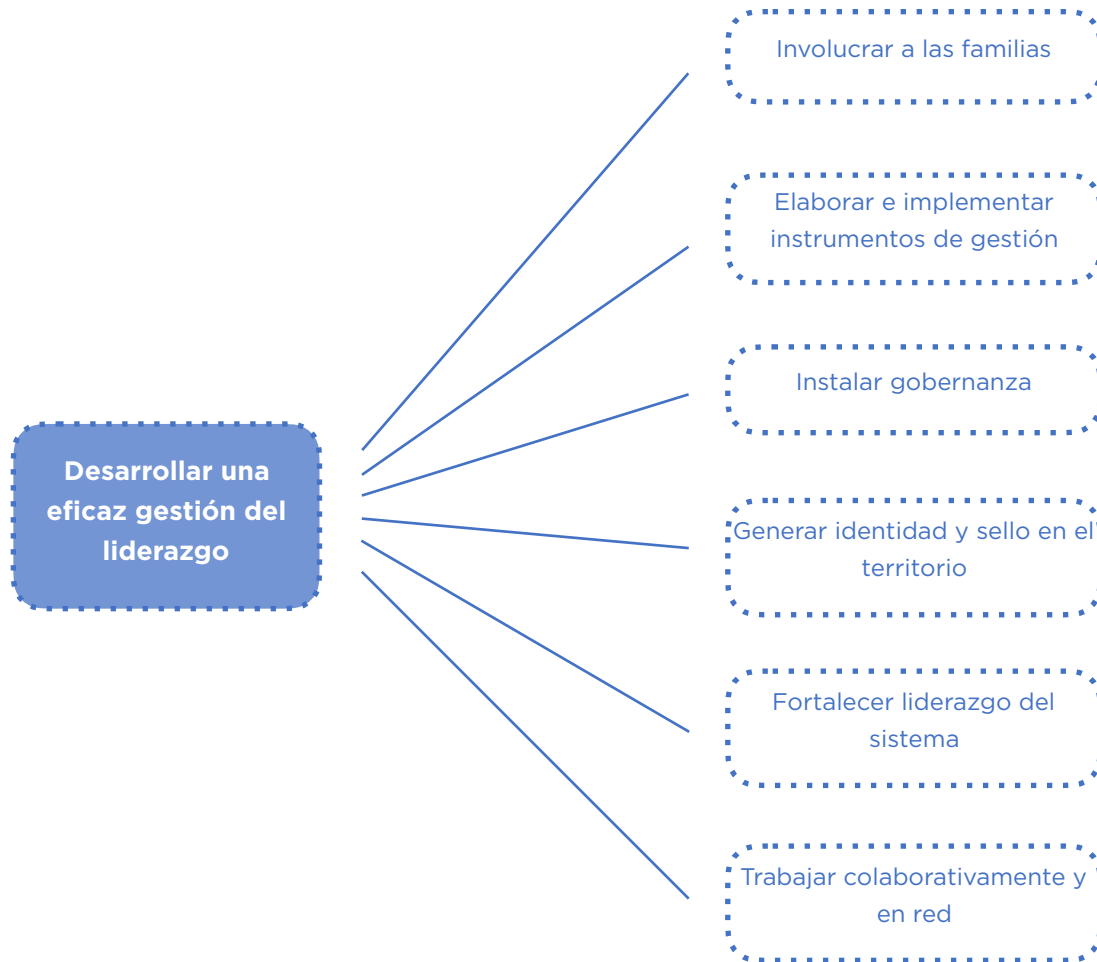 Involucrar a las familias
Elaborar e implementar
instrumentos de gestión
Instalar gobernanza
Desarrollar una
eficaz gestión del
liderazgo
Generar identidad y sello en el
territorio
Fortalecer liderazgo del
sistema
Trabajar colaborativamente y
en red